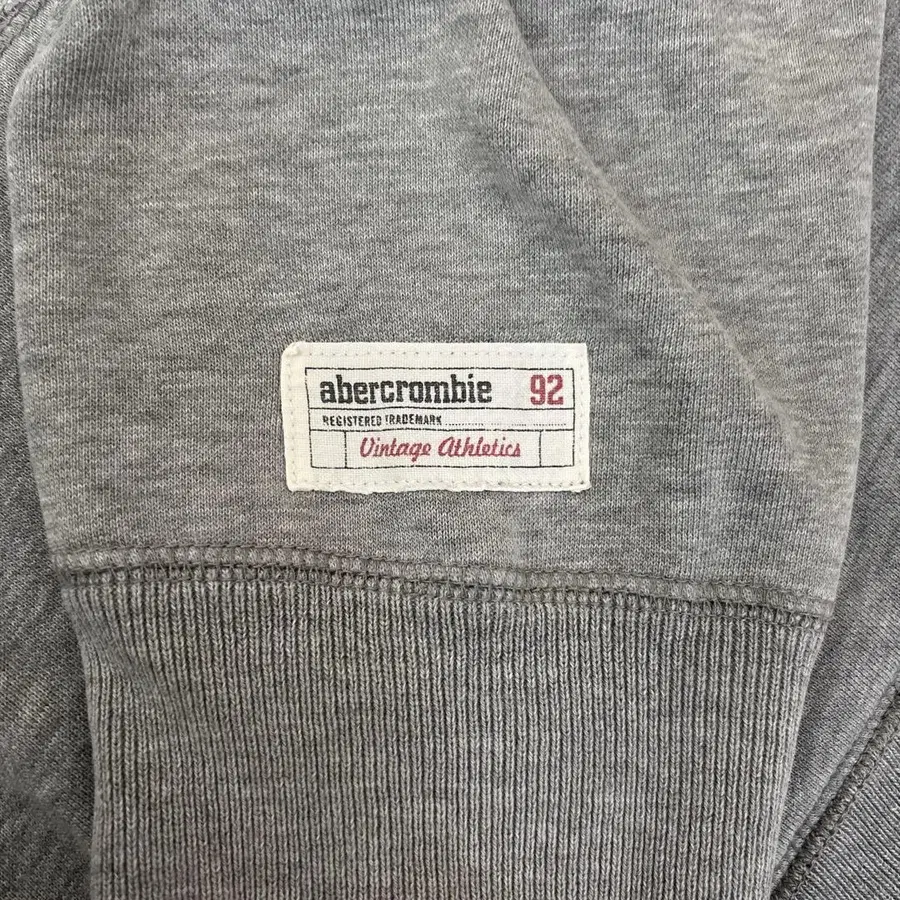 abercrombie 92
REGISTERED TRADEMARK
Vintage Athletics